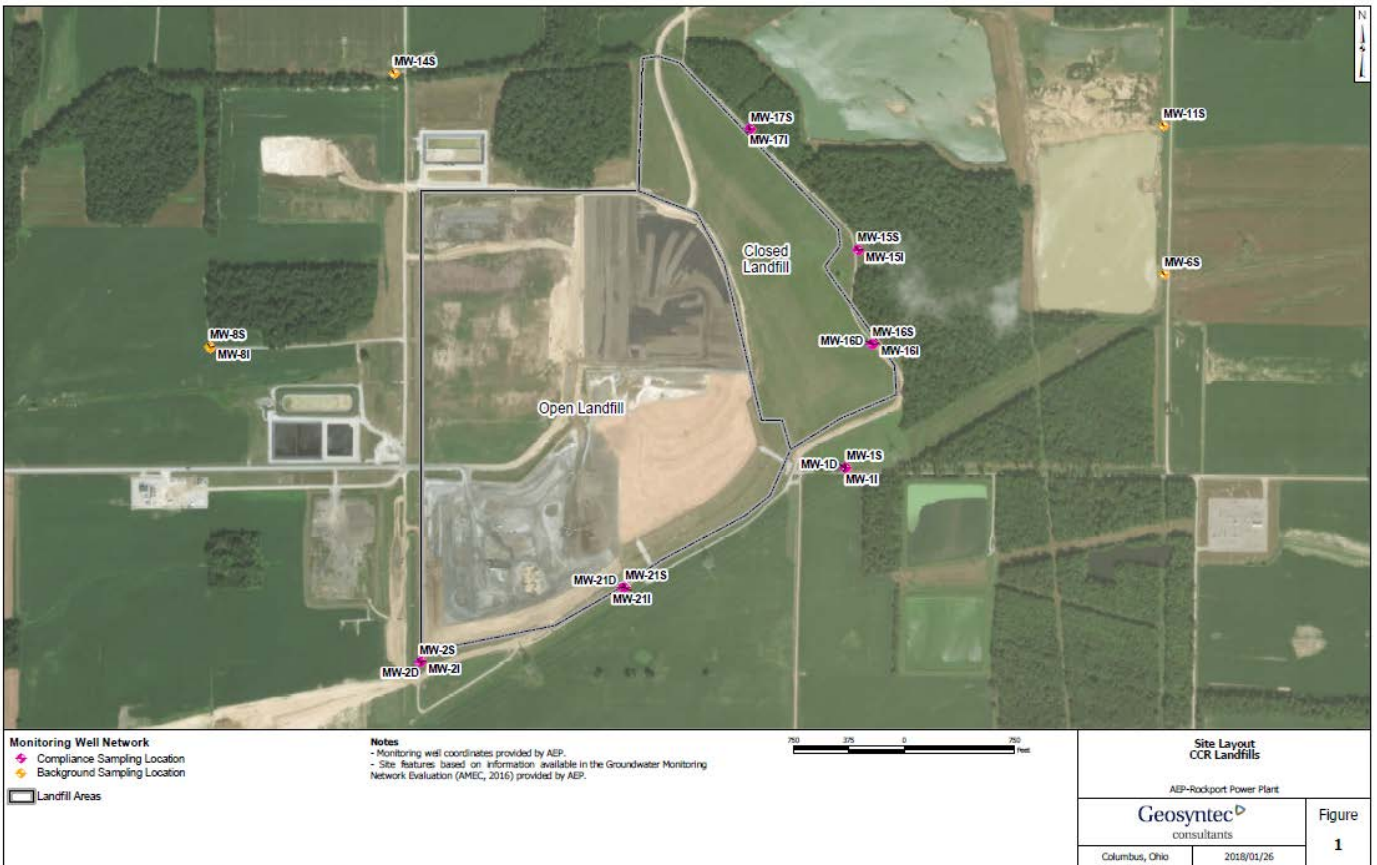 N
MW-14S
MW-17S
MW-17I
MW-11S
MW-15S
MW-15I
Closed
Landfill
MW-6S
MW-8S
MW-8I
MW-16S
MW-16D
MW-16I
Open Landfill
MW-1S
MW-1D
MW-1I
MW-21S
MW-21D
MW-21I
MW-2S
MW-2D
MW-2I
Monitoring Well Network
Compliance Sampling Location
Background Sampling Location
Landfill Areas
Notes
- Monitoring well coordinates provided by AEP.
- Site features based on information available in the Groundwater Monitoring
Network Evaluation (AMEC, 2016) provided by AEP.
750 375 0 750
Feet
Site Layout
CCR Landfills
AEP-Rockport Power Plant
Geosyntec
consultants
Figure
1
Columbus, Ohio
2018/01/26